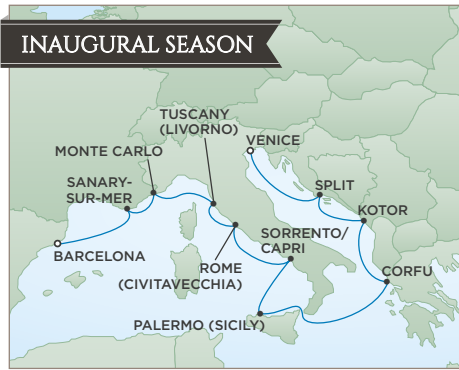 INAUGURAL SEASON
TUSCANY
(LIVORNO)
VENICE
MONTE CARLO
SANARY-
SUR-MER
SPLIT
KOTOR
SORRENTO/
CAPRI
BARCELONA
ROME
(CIVITAVECCHIA)
CORFU
PALERMO (SICILY)